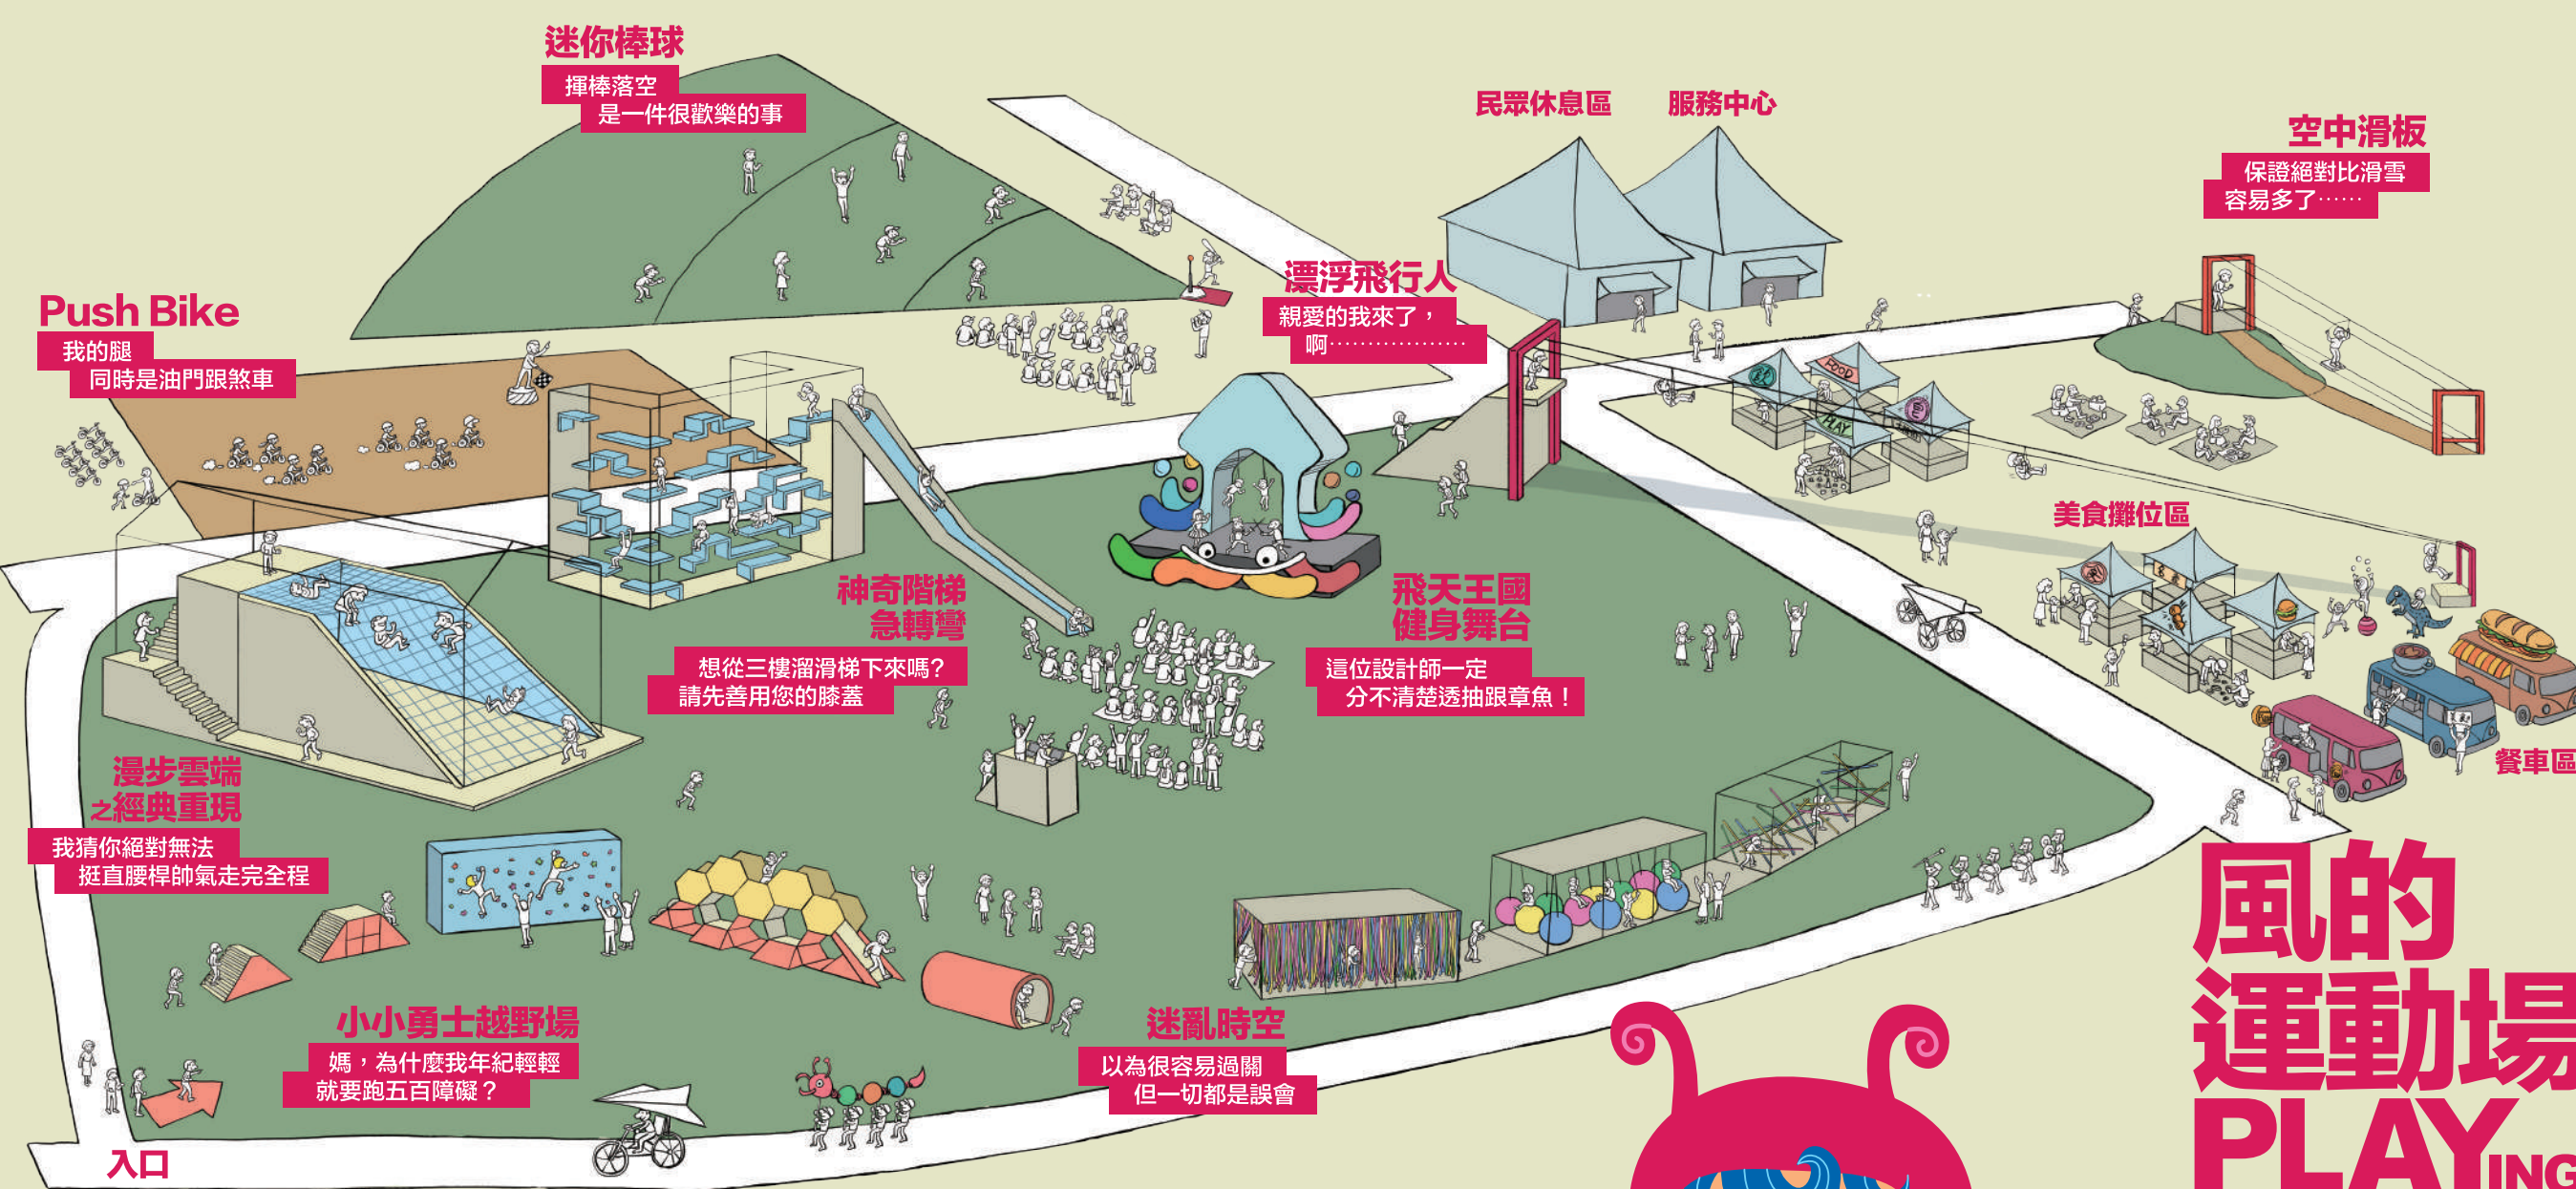 迷你棒球
揮棒落空
是一件很歡樂的事
民眾休息區
服務中心
空中滑板
保證絕對比滑雪
容易多了……
漂浮飛行人
親愛的我來了，
啊………………
Push Bike
我的腿
同時是油門跟煞車
FOOD
PLAY
美食攤位區
神奇階梯
急轉彎
想從三樓溜滑梯下來嗎?
請先善用您的膝蓋
飛天王國
健身舞台
這位設計師一定
分不清楚透抽跟章魚！
餐車區
漫步雲端
之經典重現
我猜你絕對無法
挺直腰桿帥氣走完全程
小小勇士越野場
媽，為什麼我年紀輕輕
就要跑五百障礙？
迷亂時空
以為很容易過關
但一切都是誤會
入口
風的
運動場
PLAYING